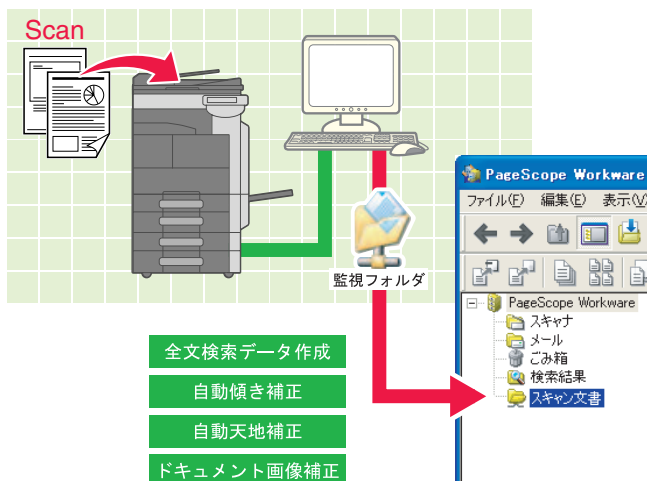 Scan
監視フォルダ
全文検索データ作成
自動傾き補正
自動天地補正
ドキュメント画像補正
PageScope Workware
ファイル(F) 編集(E) 表示(V)
PageScope Workware
スキャナ
メール
ごみ箱
検索結果
スキャン文書